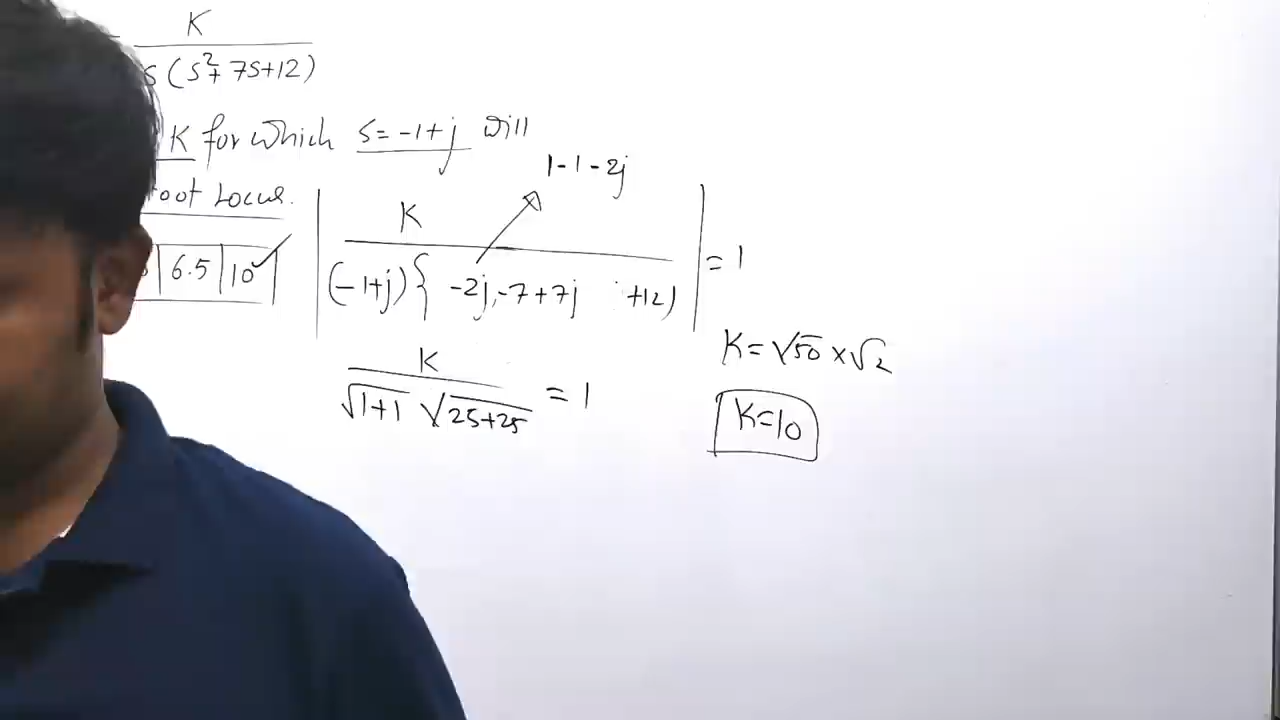 K
s(s²+7s+12)
K for which s=-1+j will
root Locus.
1-1-2j
K
(-1+j){ -2j,-7+7j +12) = 1
6.5 | 10 ✓
K
√1+1 √25+25 = 1
K=√50 ×√2
K=10